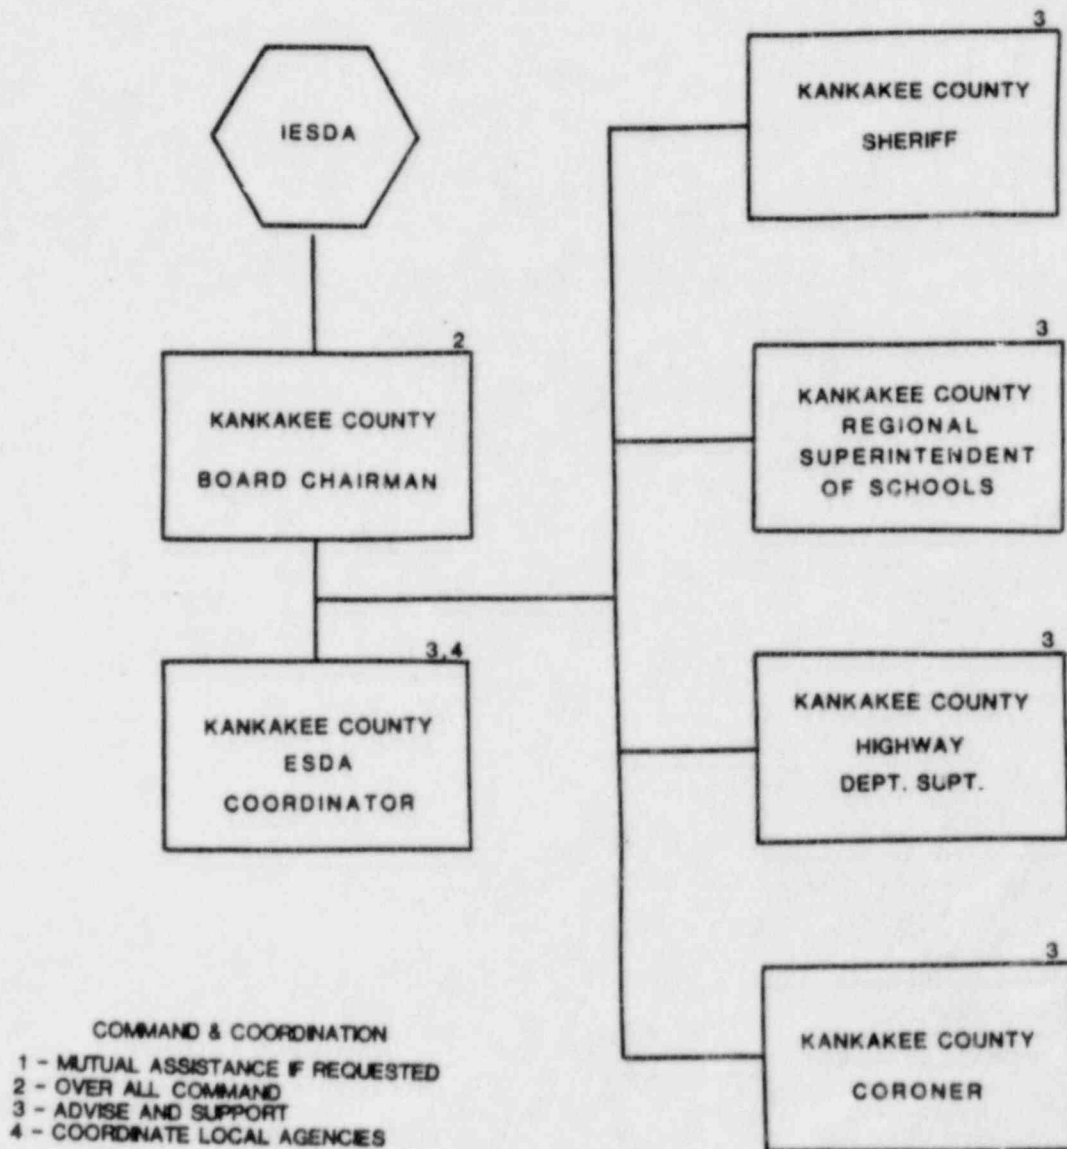 IESDA
2
KANKAKEE COUNTY
BOARD CHAIRMAN
3,4
KANKAKEE COUNTY
ESDA
COORDINATOR
3
KANKAKEE COUNTY
SHERIFF
3
KANKAKEE COUNTY
REGIONAL
SUPERINTENDENT
OF SCHOOLS
3
KANKAKEE COUNTY
HIGHWAY
DEPT. SUPT.
3
KANKAKEE COUNTY
CORONER
COMMAND & COORDINATION
1 - MUTUAL ASSISTANCE IF REQUESTED
2 - OVER ALL COMMAND
3 - ADVISE AND SUPPORT
4 - COORDINATE LOCAL AGENCIES